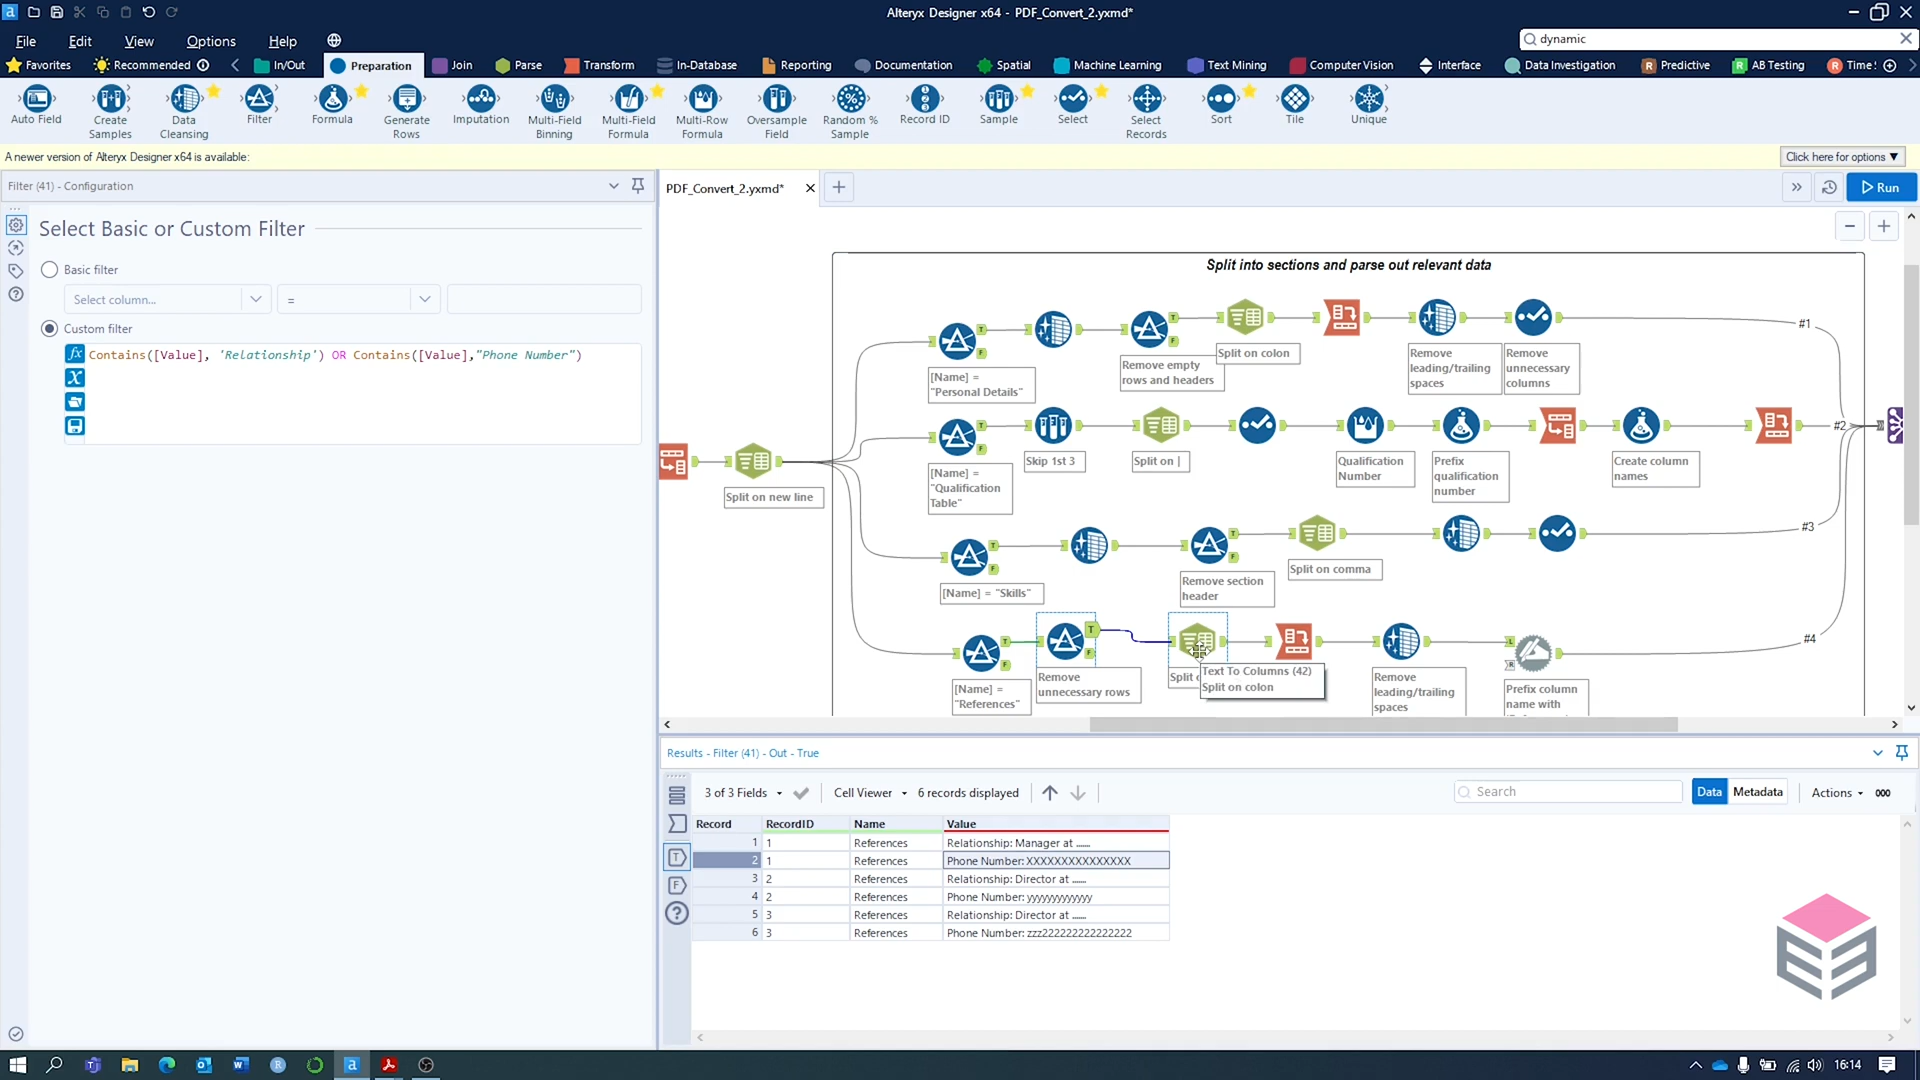 Alteryx Designer x64 - PDF_Convert_2.yxmd*
File Edit View Options Help
dynamic
Favorites Recommended In/Out Preparation Join Parse Transform In-Database Reporting Documentation Spatial Machine Learning Text Mining Computer Vision Interface Data Investigation Predictive AB Testing Time
Auto Field
Create Samples
Data Cleansing
Filter
Formula
Generate Rows
Imputation
Multi-Field Binning
Multi-Field Formula
Multi-Row Formula
Oversample Field
Random % Sample
Record ID
Sample
Select
Select Records
Sort
Tile
Unique
A newer version of Alteryx Designer x64 is available:
Click here for options ▼
Filter (41) - Configuration
Select Basic or Custom Filter
Basic filter
Select column...
=
Custom filter
Contains([Value], 'Relationship') OR Contains([Value],"Phone Number")
PDF_Convert_2.yxmd*
Run
Split into sections and parse out relevant data
[Name] =
"Personal Details"
Remove empty
rows and headers
Split on colon
Remove
leading/trailing
spaces
Remove
unnecessary
columns
#1
Split on new line
[Name] =
"Qualification
Table"
Skip 1st 3
Split on |
Qualification
Number
Prefix
qualification
number
Create column
names
#2
[Name] = "Skills"
Remove section
header
Split on comma
#3
[Name] =
"References"
Remove
unnecessary rows
Split
Text To Columns (42)
Split on colon
Remove
leading/trailing
spaces
Prefix column
name with
#4
Results - Filter (41) - Out - True
3 of 3 Fields Cell Viewer 6 records displayed
Search
Data Metadata Actions
Record RecordID Name Value
1 1 References Relationship: Manager at ......
2 1 References Phone Number: XXXXXXXXXXXXXXX
3 2 References Relationship: Director at ......
4 2 References Phone Number: yyyyyyyyyyyyy
5 3 References Relationship: Director at ......
6 3 References Phone Number: zzz222222222222222
16:14